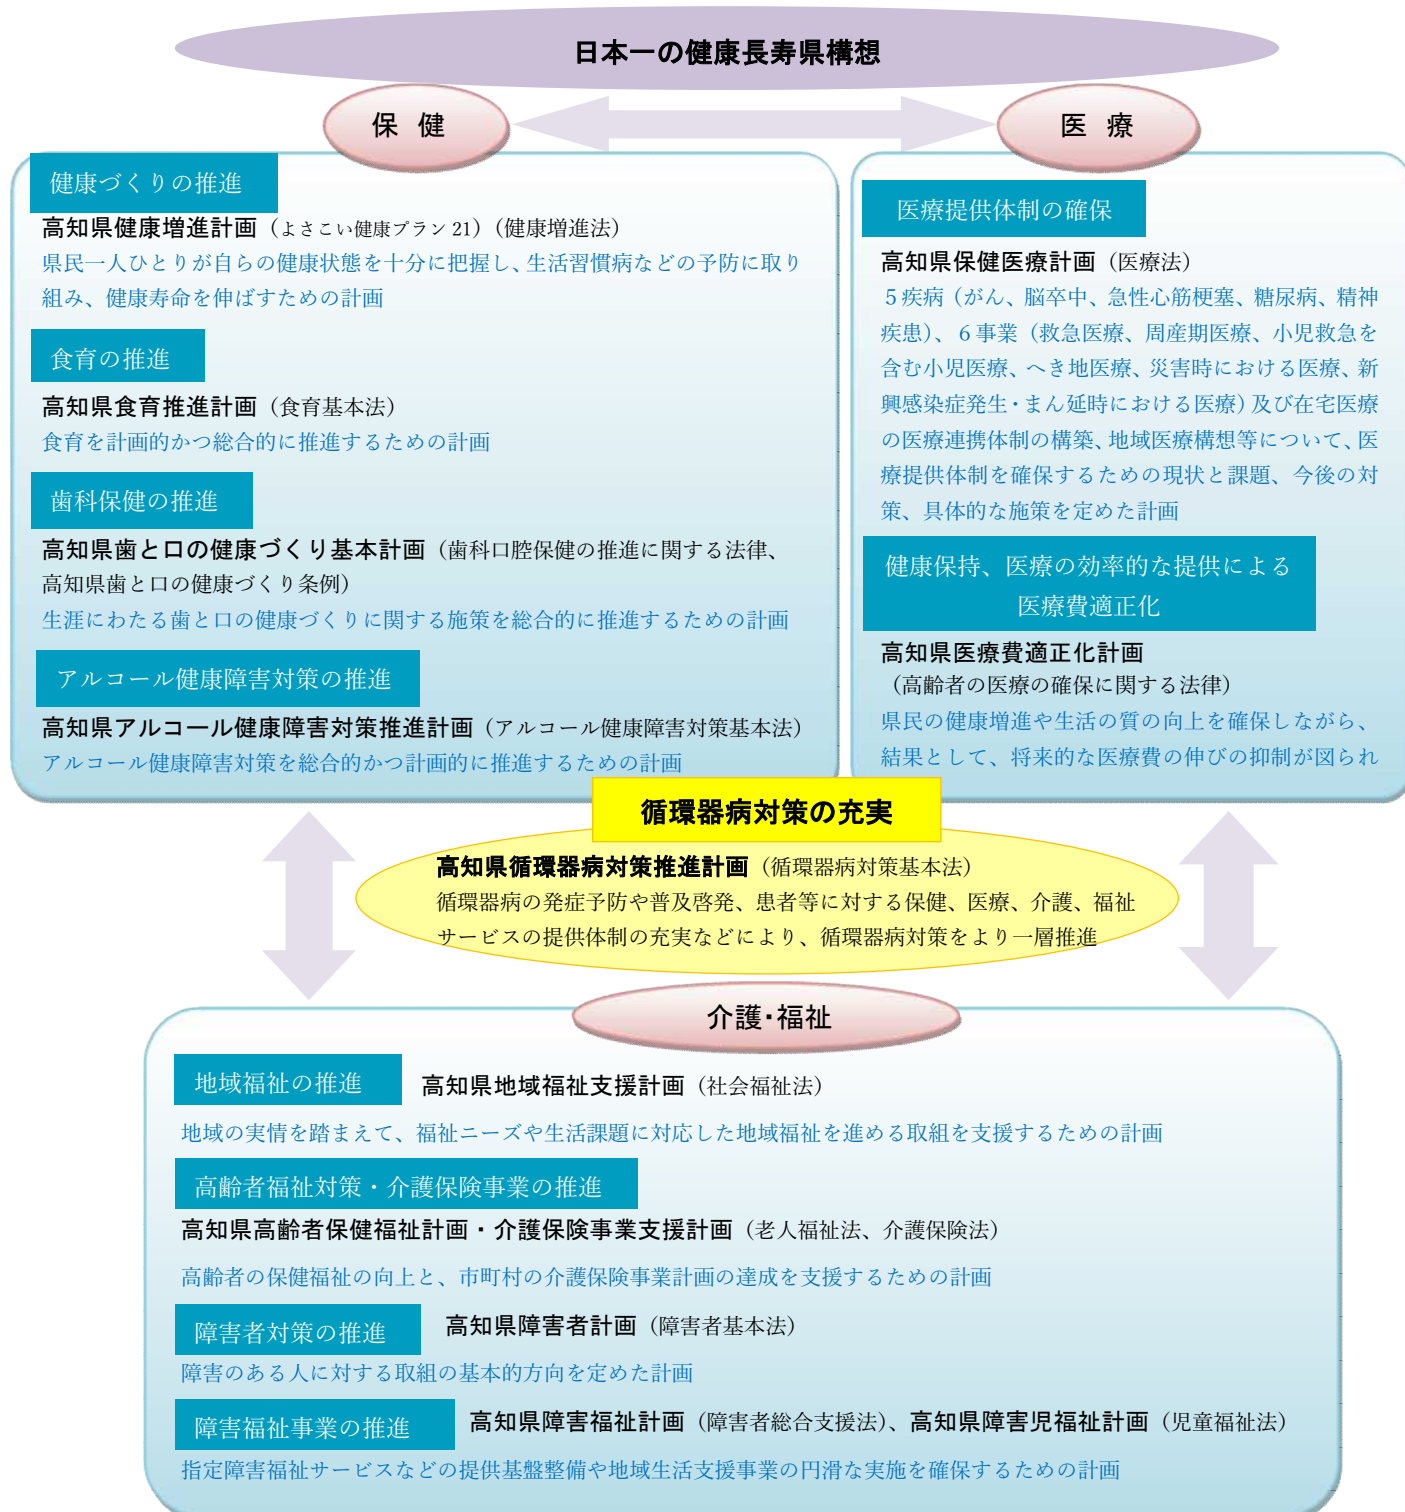 日本一の健康長寿県構想
保 健
医 療
健康づくりの推進
高知県健康増進計画（よさこい健康プラン 21）（健康増進法）
県民一人ひとりが自らの健康状態を十分に把握し、生活習慣病などの予防に取り
組み、健康寿命を伸ばすための計画
食育の推進
高知県食育推進計画（食育基本法）
食育を計画的かつ総合的に推進するための計画
歯科保健の推進
高知県歯と口の健康づくり基本計画（歯科口腔保健の推進に関する法律、
高知県歯と口の健康づくり条例）
生涯にわたる歯と口の健康づくりに関する施策を総合的に推進するための計画
アルコール健康障害対策の推進
高知県アルコール健康障害対策推進計画（アルコール健康障害対策基本法）
アルコール健康障害対策を総合的かつ計画的に推進するための計画
医療提供体制の確保
高知県保健医療計画（医療法）
５疾病（がん、脳卒中、急性心筋梗塞、糖尿病、精神
疾患）、６事業（救急医療、周産期医療、小児救急を
含む小児医療、へき地医療、災害時における医療、新
興感染症発生・まん延時における医療）及び在宅医療
の医療連携体制の構築、地域医療構想等について、医
療提供体制を確保するための現状と課題、今後の対
策、具体的な施策を定めた計画
健康保持、医療の効率的な提供による
医療費適正化
高知県医療費適正化計画
（高齢者の医療の確保に関する法律）
県民の健康増進や生活の質の向上を確保しながら、
結果として、将来的な医療費の伸びの抑制が図られ
循環器病対策の充実
高知県循環器病対策推進計画（循環器病対策基本法）
循環器病の発症予防や普及啓発、患者等に対する保健、医療、介護、福祉
サービスの提供体制の充実などにより、循環器病対策をより一層推進
介護・福祉
地域福祉の推進
高知県地域福祉支援計画（社会福祉法）
地域の実情を踏まえて、福祉ニーズや生活課題に対応した地域福祉を進める取組を支援するための計画
高齢者福祉対策・介護保険事業の推進
高知県高齢者保健福祉計画・介護保険事業支援計画（老人福祉法、介護保険法）
高齢者の保健福祉の向上と、市町村の介護保険事業計画の達成を支援するための計画
障害者対策の推進
高知県障害者計画（障害者基本法）
障害のある人に対する取組の基本的方向を定めた計画
障害福祉事業の推進
高知県障害福祉計画（障害者総合支援法）、高知県障害児福祉計画（児童福祉法）
指定障害福祉サービスなどの提供基盤整備や地域生活支援事業の円滑な実施を確保するための計画